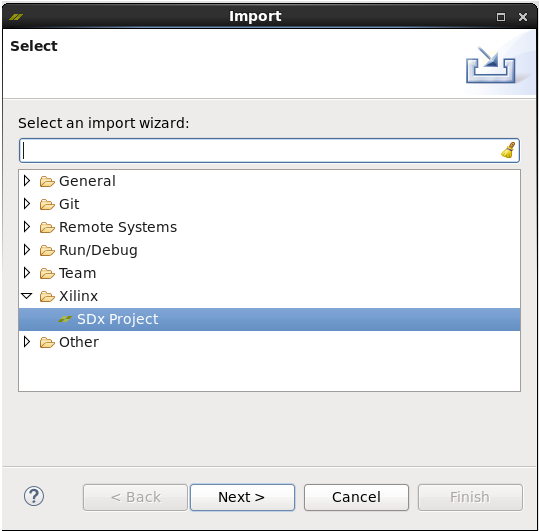 Import
Select
Select an import wizard:
General
Git
Remote Systems
Run/Debug
Team
Xilinx
SDx Project
Other
? < Back Next > Cancel Finish